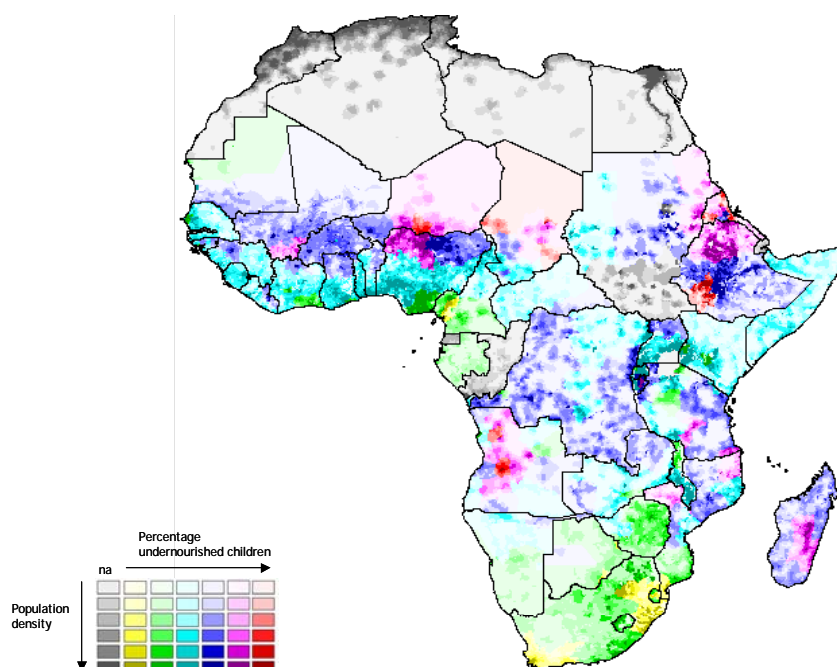 Percentage
undernourished children
na
Population
density